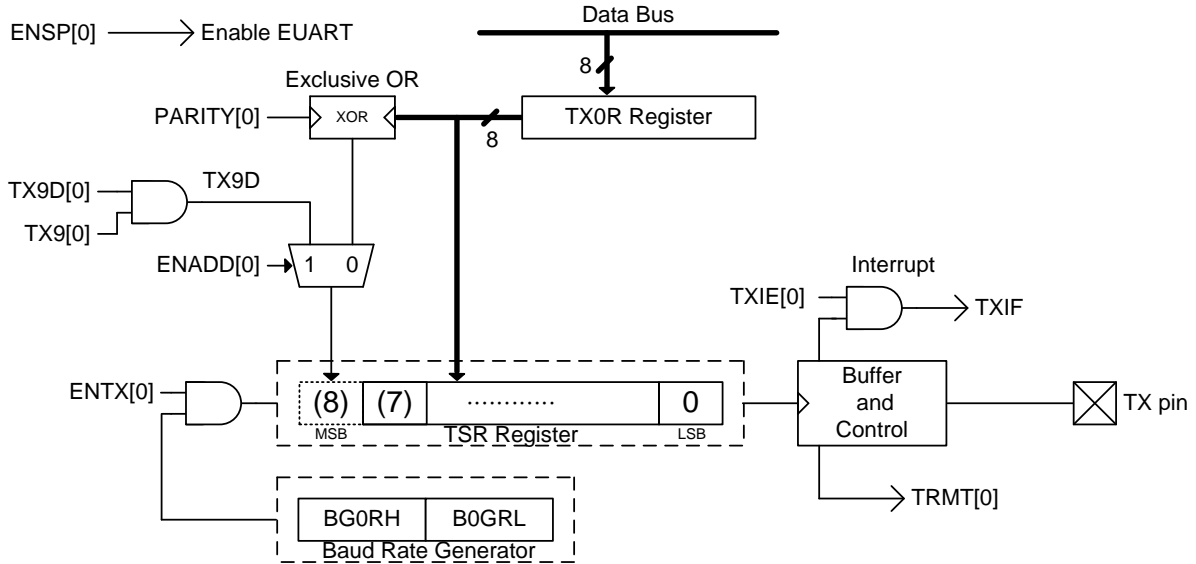 Data Bus
ENSP[0] Enable EUART
8
Exclusive OR
PARITY[0] XOR TX0R Register
8
TX9D[0] TX9D
TX9[0]
ENADD[0] 1 0
Interrupt
TXIE[0] TXIF
ENTX[0] (8) (7) ............ 0
MSB TSR Register LSB
Buffer
and
Control
TX pin
TRMT[0]
BG0RH B0GRL
Baud Rate Generator